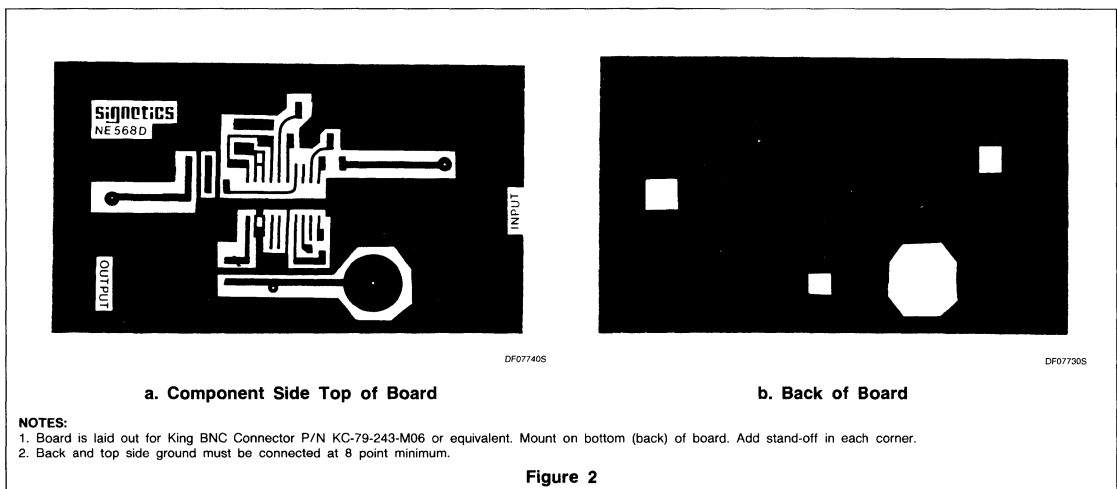 signetics
NE568D
INPUT
OUTPUT
DF07740S
DF07730S
a. Component Side Top of Board
b. Back of Board
NOTES:
1. Board is laid out for King BNC Connector P/N KC-79-243-M06 or equivalent. Mount on bottom (back) of board. Add stand-off in each corner.
2. Back and top side ground must be connected at 8 point minimum.
Figure 2